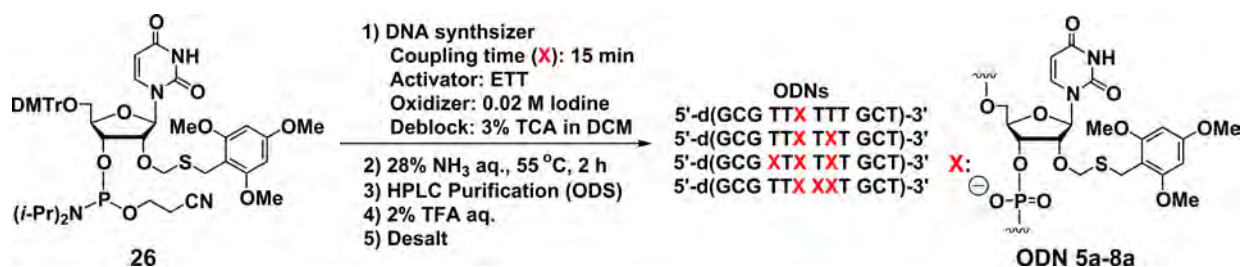 1) DNA synthsizer
Coupling time (X): 15 min
Activator: ETT
Oxidizer: 0.02 M Iodine
Deblock: 3% TCA in DCM
2) 28% NH3 aq., 55 °C, 2 h
3) HPLC Purification (ODS)
4) 2% TFA aq.
5) Desalt
O
NH
N
O
DMTrO
O
MeO
OMe
O
S
O
P
(i-Pr)2N
O
CN
OMe
26
ODNs
5'-d(GCG TTX TTT GCT)-3'
5'-d(GCG TTX TXT GCT)-3'
5'-d(GCG XTX TXT GCT)-3'
5'-d(GCG TTX XXT GCT)-3'
X:
O
NH
N
O
O
O
MeO
OMe
O
O
S
⊖
O-P=O
OMe
ODN 5a-8a